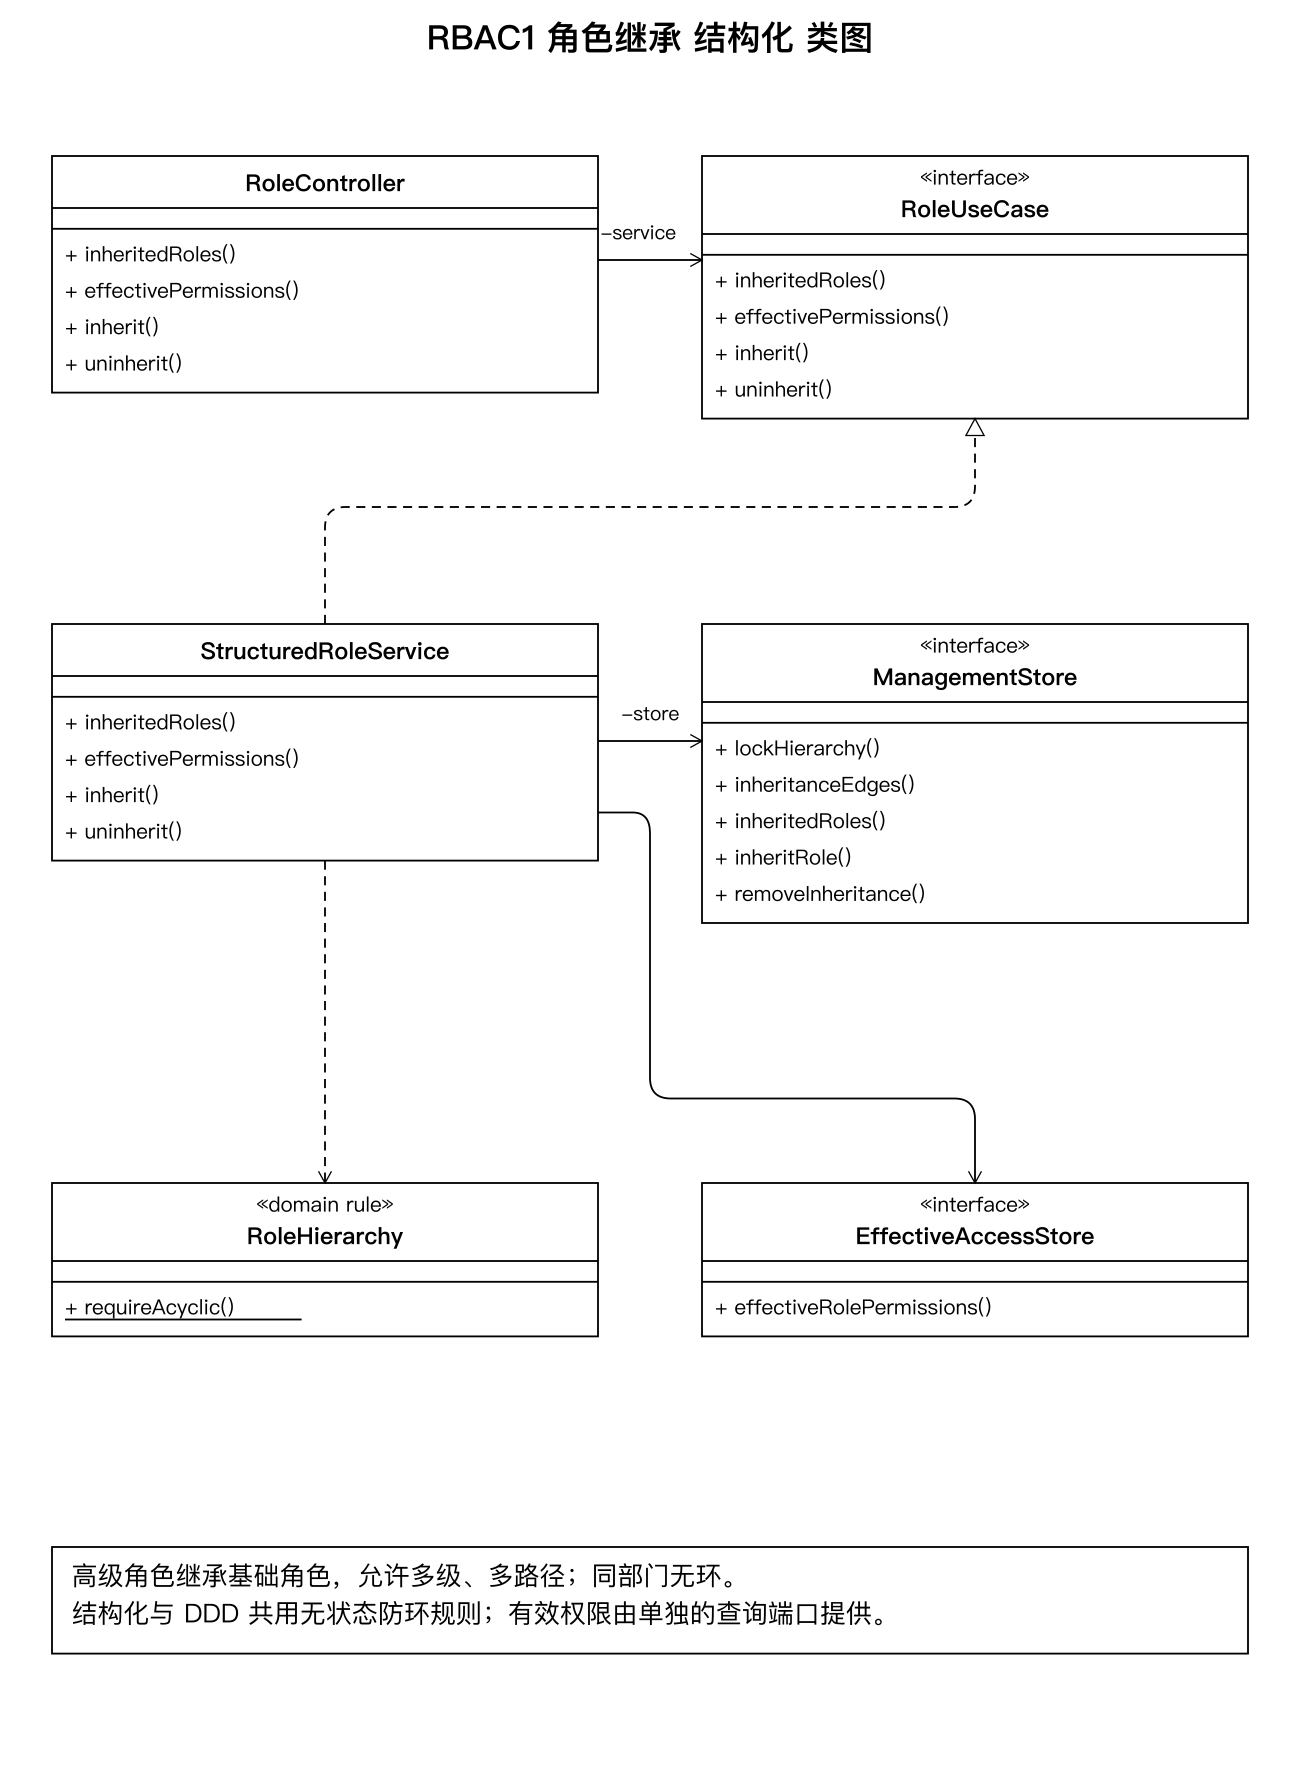 RBAC1 角色继承 结构化 类图
RoleController
+ inheritedRoles()
+ effectivePermissions()
+ inherit()
+ uninherit()
–service
«interface»
RoleUseCase
+ inheritedRoles()
+ effectivePermissions()
+ inherit()
+ uninherit()
StructuredRoleService
+ inheritedRoles()
+ effectivePermissions()
+ inherit()
+ uninherit()
–store
«interface»
ManagementStore
+ lockHierarchy()
+ inheritanceEdges()
+ inheritedRoles()
+ inheritRole()
+ removeInheritance()
«domain rule»
RoleHierarchy
+ requireAcyclic()
«interface»
EffectiveAccessStore
+ effectiveRolePermissions()
高级角色继承基础角色，允许多级、多路径；同部门无环。
结构化与 DDD 共用无状态防环规则；有效权限由单独的查询端口提供。